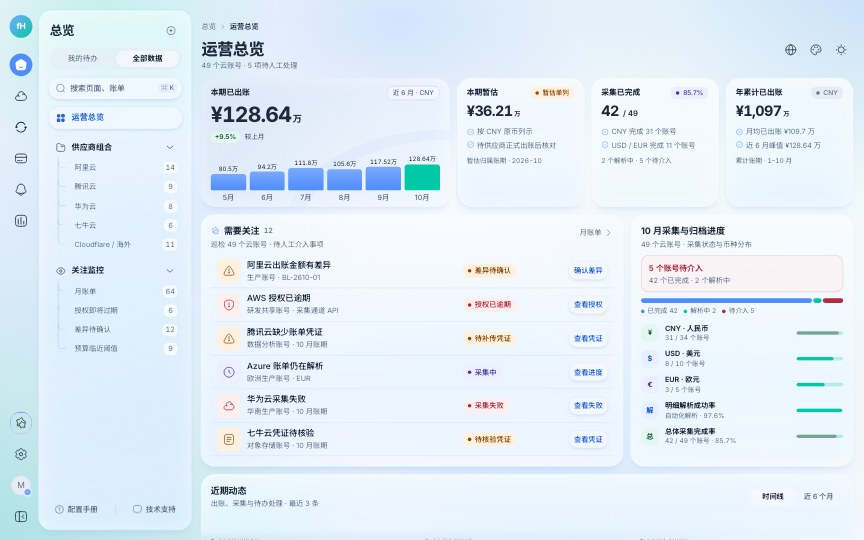 fH
总览
我的待办
全部数据
搜索页面、账单
⌘ K
运营总览
供应商组合
阿里云
14
腾讯云
9
华为云
8
七牛云
6
Cloudflare / 海外
11
关注监控
月账单
64
授权即将过期
6
差异待确认
12
预算临近阈值
9
配置手册
技术支持
M
总览 › 运营总览
运营总览
49 个云账号 · 5 项待人工处理
本期已出账
近 6 月 · CNY
¥128.64万
+9.5% 较上月
80.5万
94.2万
111.8万
105.6万
117.52万
128.64万
5月
6月
7月
8月
9月
10月
本期暂估
暂估单列
¥36.21万
按 CNY 原币列示
待供应商正式出账后核对
暂估归属账期 · 2026-10
采集已完成
85.7%
42 / 49
CNY 完成 31 个账号
USD / EUR 完成 11 个账号
2 个解析中 · 5 个待介入
年累计已出账
CNY
¥1,097万
月均已出账 ¥109.7 万
近 6 月峰值 ¥128.64 万
累计账期 · 1–10 月
需要关注 12
月账单
巡检 49 个云账号 · 待人工介入事项
阿里云出账金额有差异
生产账号 · BL-2610-01
差异待确认
确认差异
AWS 授权已逾期
研发共享账号 · 采集通道 API
授权已逾期
查看授权
腾讯云缺少账单凭证
数据分析账号 · 10 月账期
待补传凭证
查看凭证
Azure 账单仍在解析
欧洲生产账号 · EUR
采集中
查看进度
华为云采集失败
华南生产账号 · 10 月账期
采集失败
查看失败
七牛云凭证待核验
对象存储账号 · 10 月账期
待核验凭证
查看凭证
10 月采集与归档进度
49 个云账号 · 采集状态与币种分布
5 个账号待介入
42 个已完成 · 2 个解析中
已完成 42
解析中 2
待介入 5
¥
CNY · 人民币
31 / 34 个账号
$
USD · 美元
8 / 10 个账号
€
EUR · 欧元
3 / 5 个账号
解
明细解析成功率
自动化解析 · 97.6%
总
总体采集完成率
42 / 49 个账号 · 85.7%
近期动态
出账、采集与待办处理 · 最近 3 条
时间线
近 6 个月